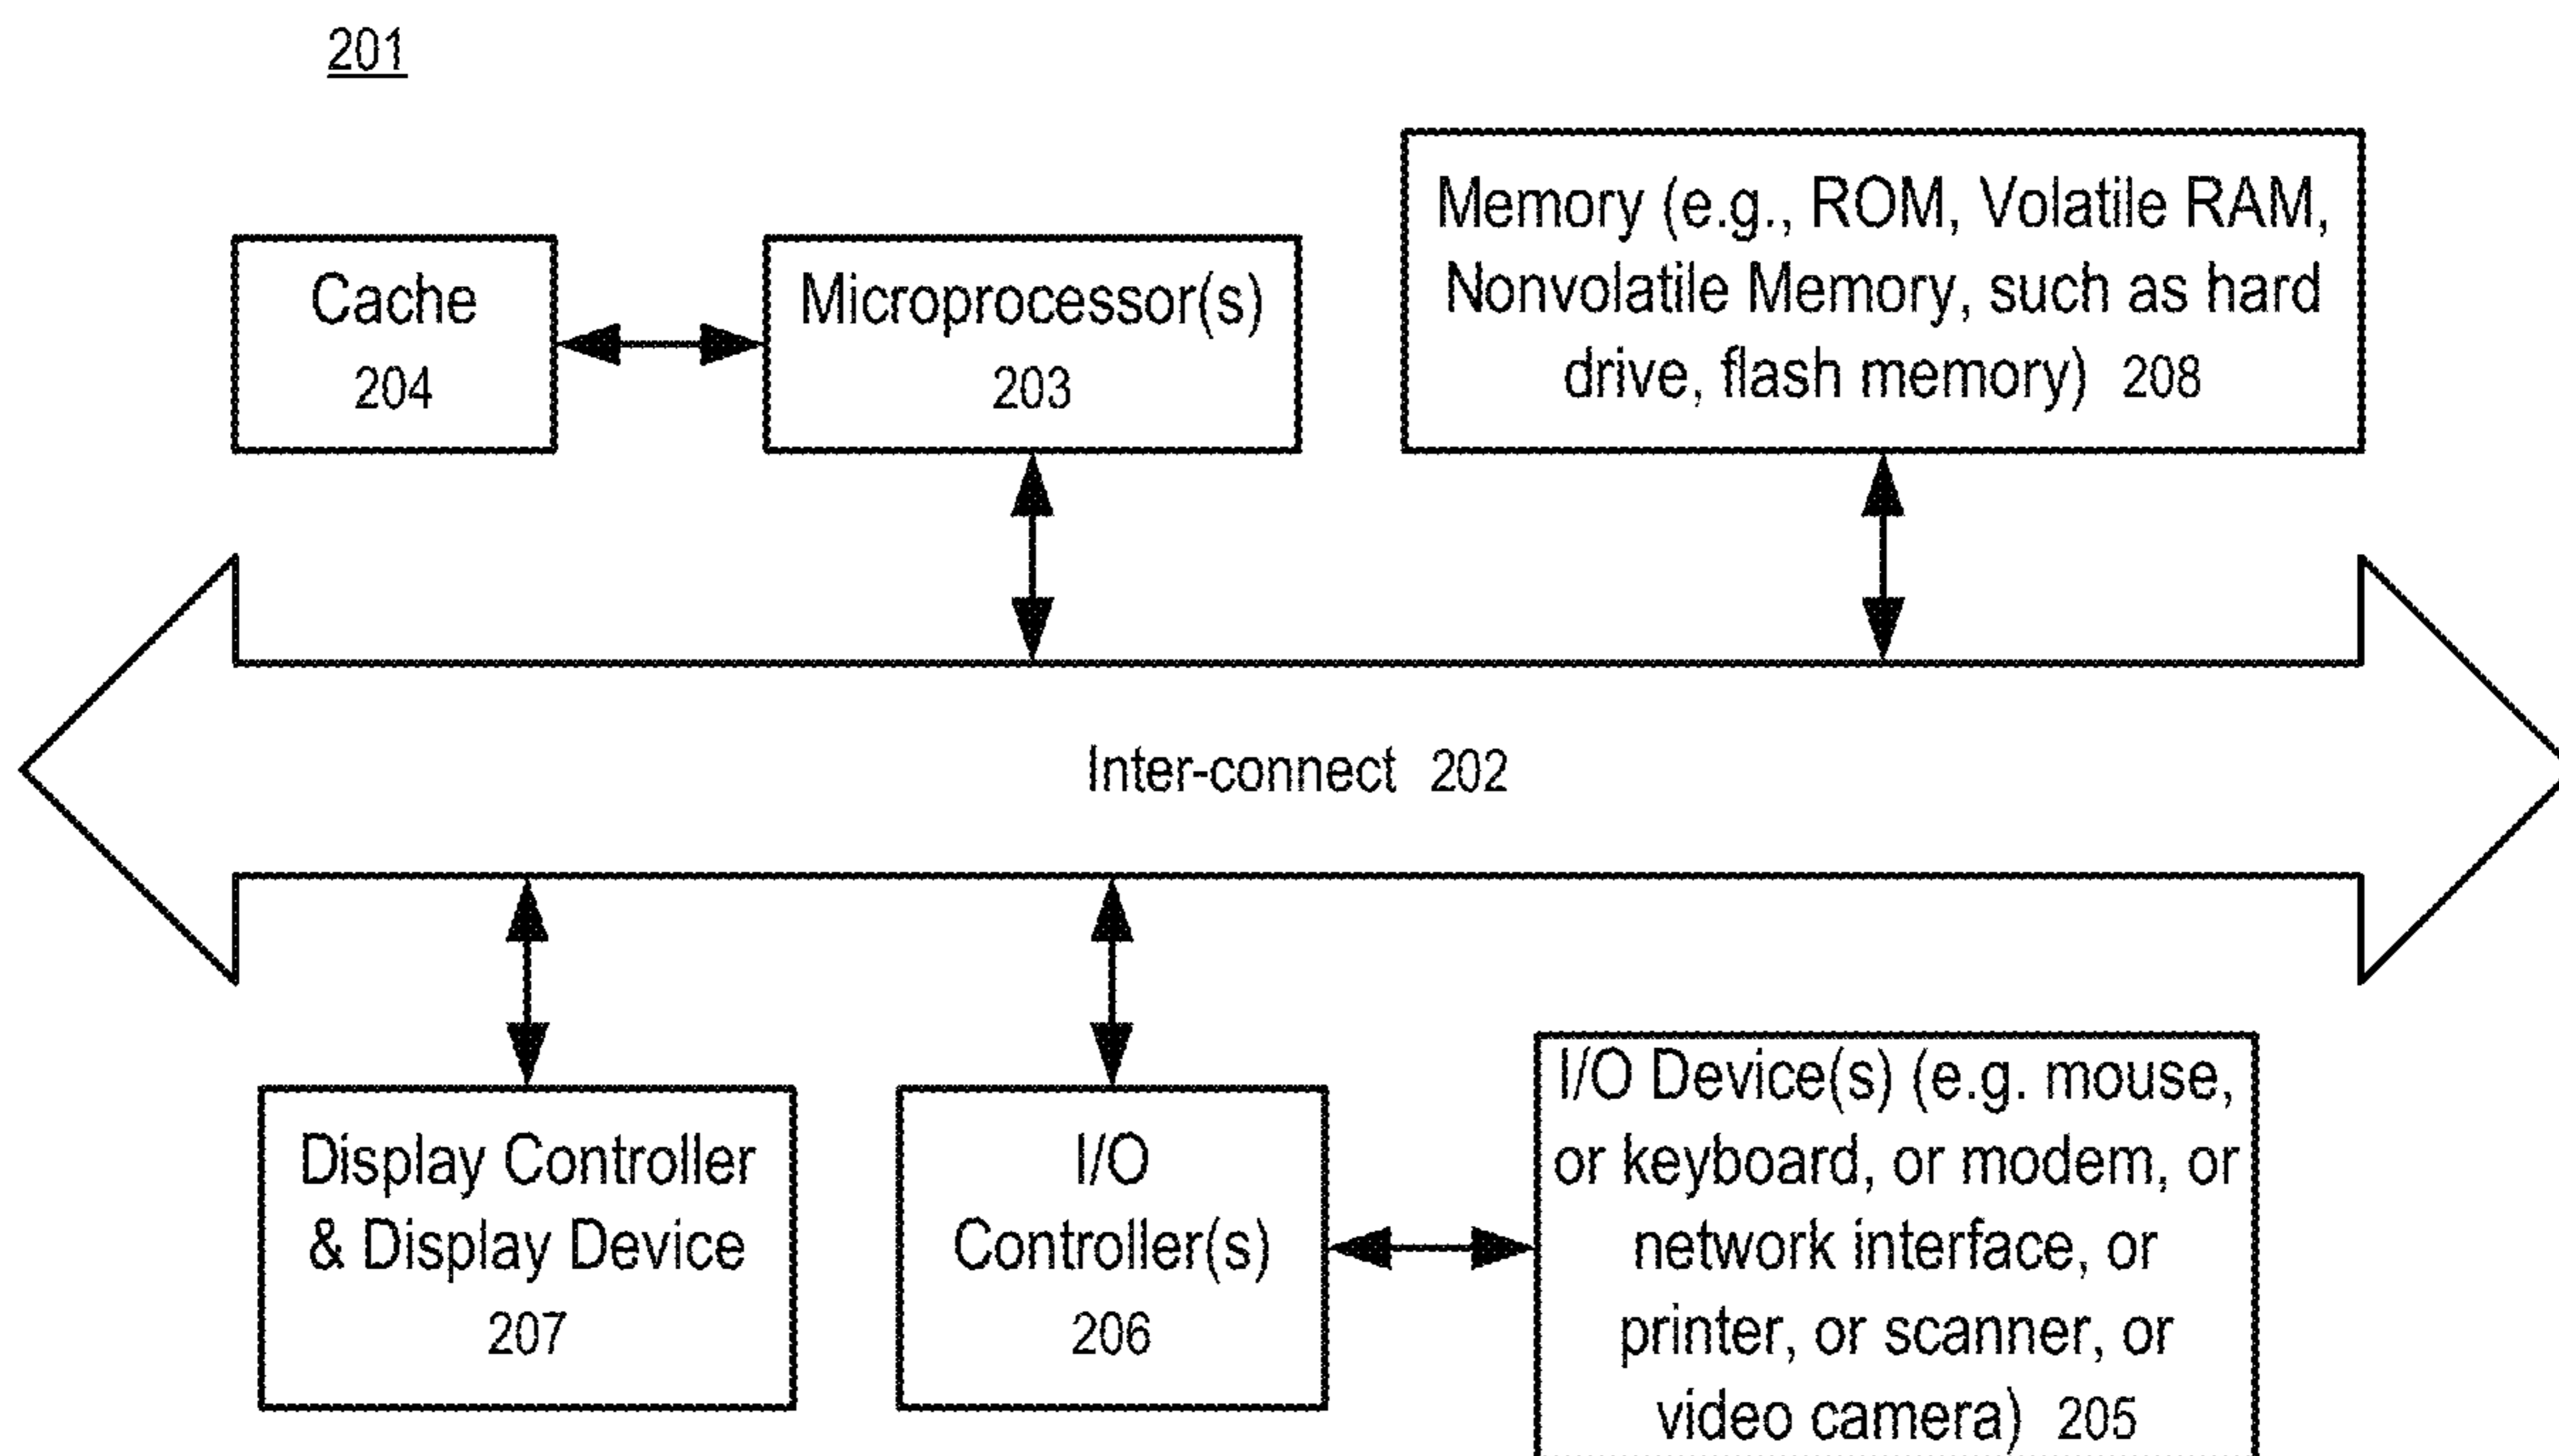 201
Cache
204
Microprocessor(s)
203
Memory (e.g., ROM, Volatile RAM,
Nonvolatile Memory, such as hard
drive, flash memory) 208
Inter-connect 202
Display Controller
& Display Device
207
I/O
Controller(s)
206
I/O Device(s) (e.g. mouse,
or keyboard, or modem, or
network interface, or
printer, or scanner, or
video camera) 205